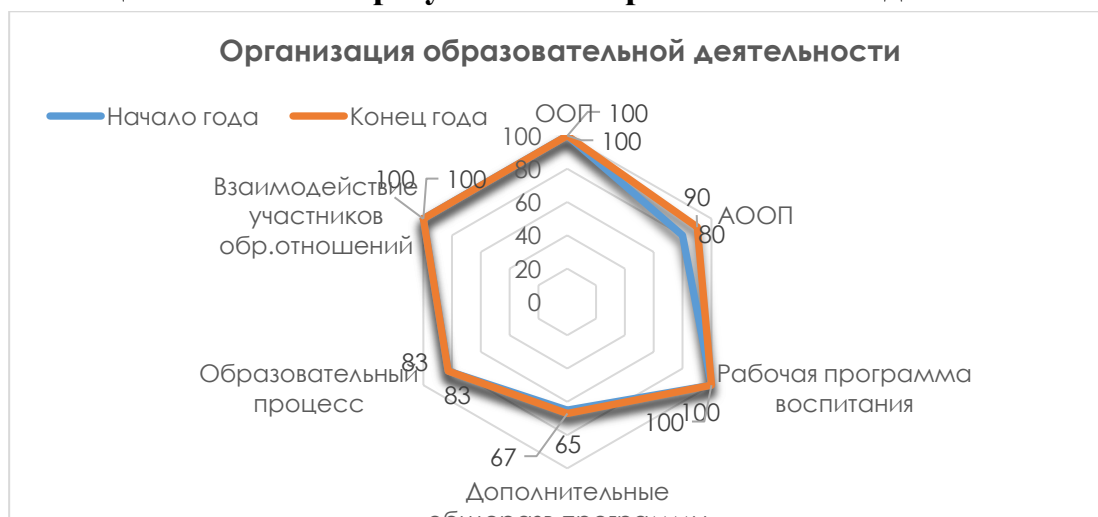 Организация образовательной деятельности
Начало года
Конец года
ООП
100
100
100
80
60
40
20
0
90
АООП
80
Рабочая программа
воспитания
100
100
65
67
Дополнительные
Образовательный
процесс
83
83
Взаимодействие
участников
обр.отношений
100
100